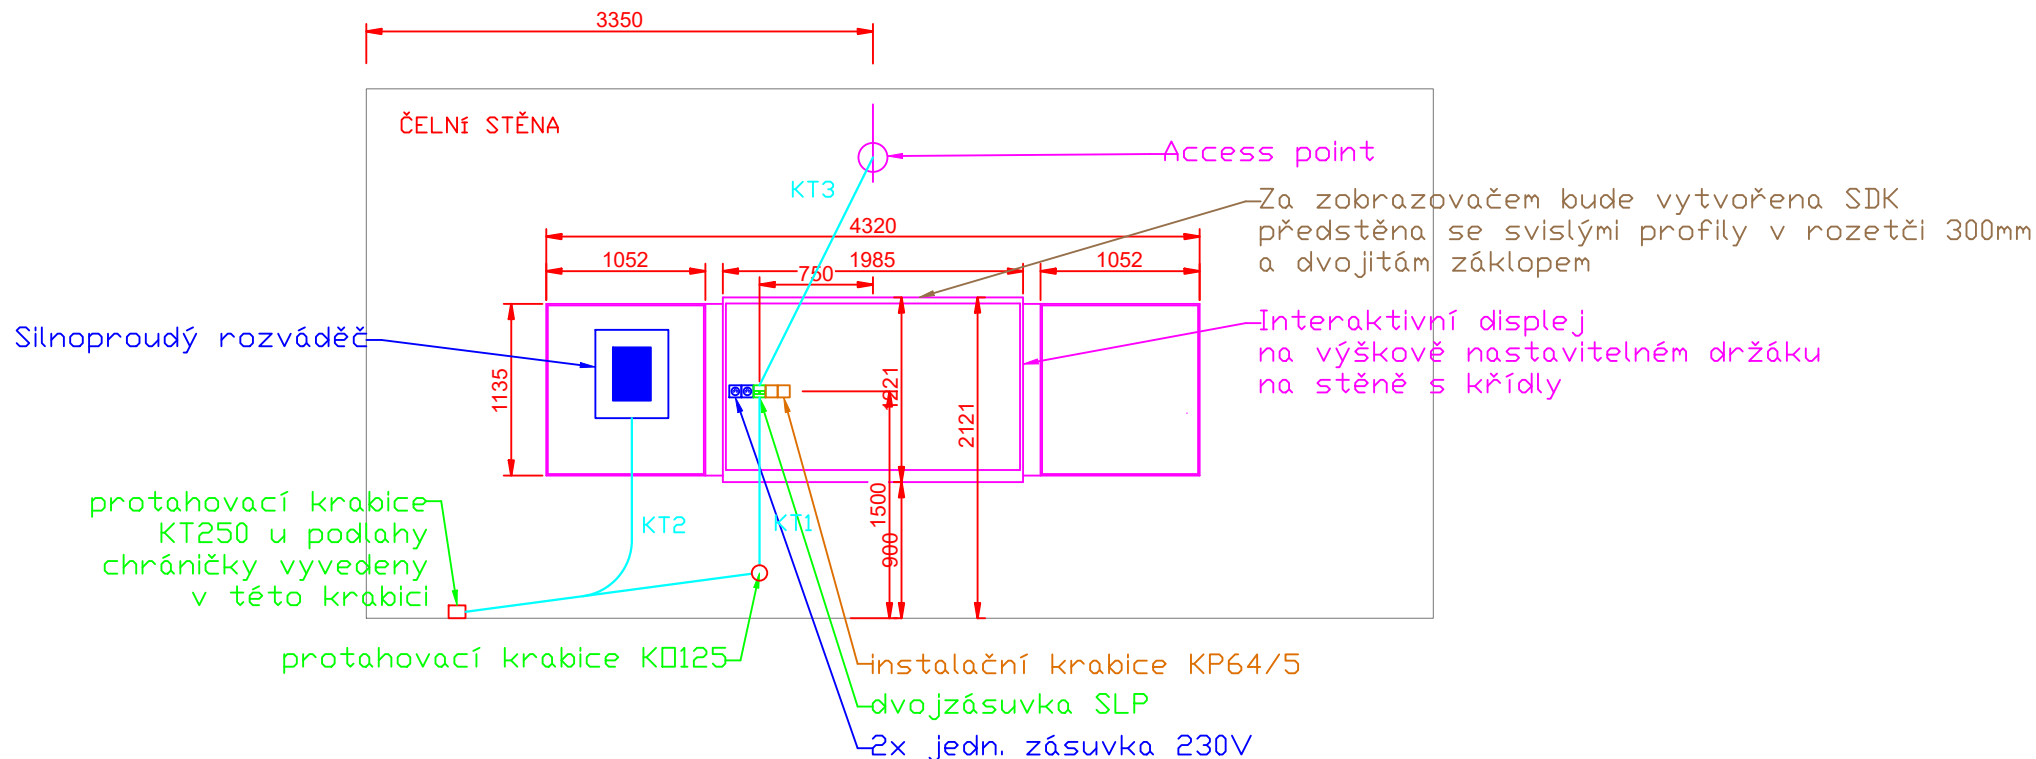 3350
ČELNÍ STĚNA
Access point
KT3
Za zobrazovačem bude vytvořena SDK
předstěna se svislými profily v rozetči 300mm
a dvojitám záklopem
4320
1052
1985
1052
750
Interaktivní displej
na výškově nastavitelném držáku
na stěně s křídly
Silnoproudý rozváděč
1135
1221
2121
protahovací krabice
KT250 u podlahy
chráničky vyvedeny
v této krabici
KT2
KT1
1500
900
protahovací krabice KO125
instalační krabice KP64/5
dvojzásuvka SLP
2x jedn. zásuvka 230V